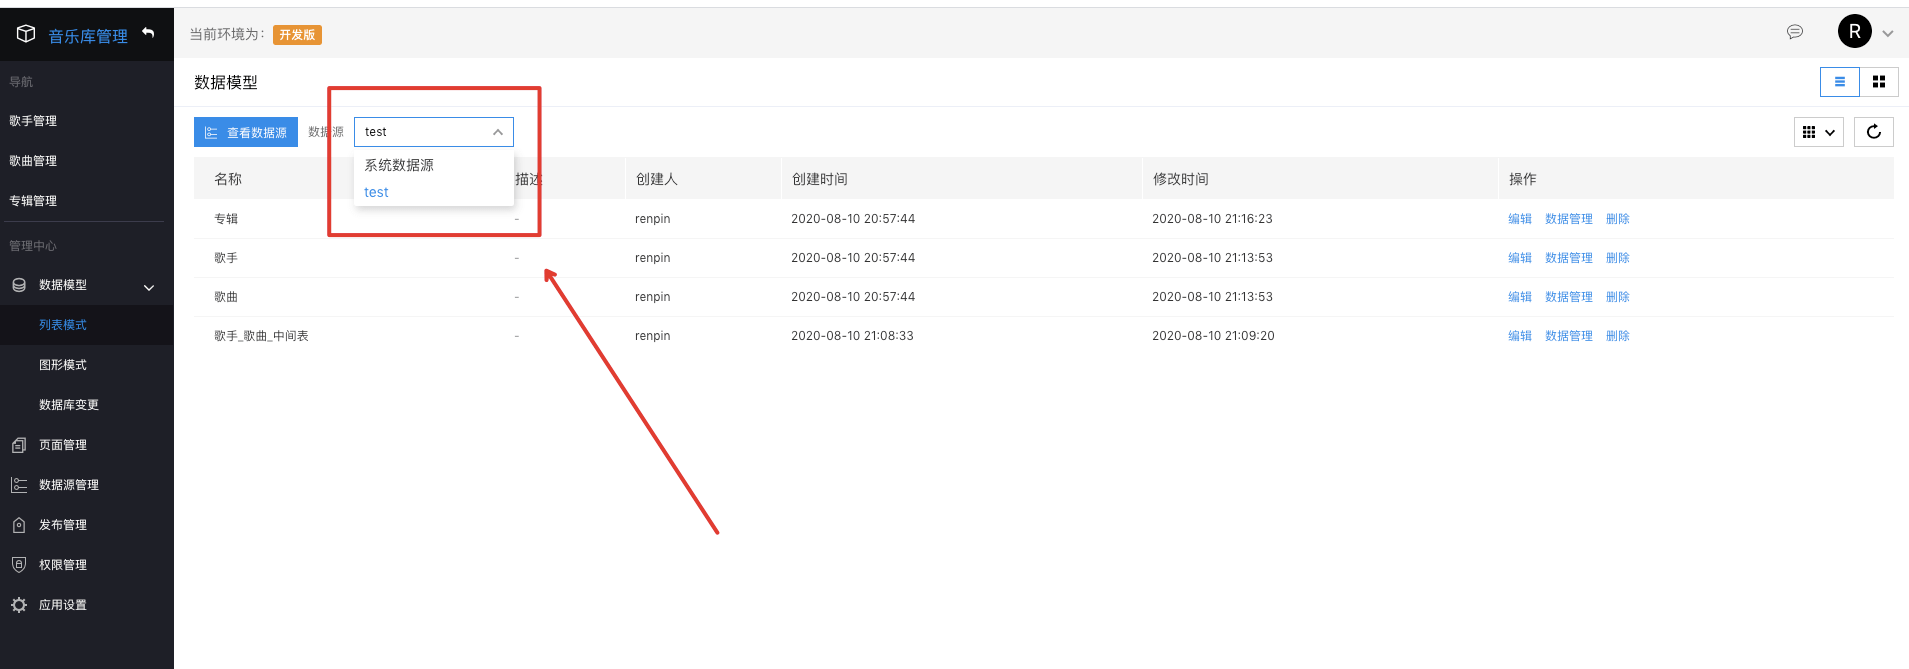 音乐库管理
当前环境为： 开发版
R
导航
歌手管理
歌曲管理
专辑管理
管理中心
数据模型
列表模式
图形模式
数据库变更
页面管理
数据源管理
发布管理
权限管理
应用设置
数据模型
查看数据源 数据源 test
系统数据源
test
名称 描述 创建人 创建时间 修改时间 操作
专辑 - renpin 2020-08-10 20:57:44 2020-08-10 21:16:23 编辑 数据管理 删除
歌手 - renpin 2020-08-10 20:57:44 2020-08-10 21:13:53 编辑 数据管理 删除
歌曲 - renpin 2020-08-10 20:57:44 2020-08-10 21:13:53 编辑 数据管理 删除
歌手_歌曲_中间表 - renpin 2020-08-10 21:08:33 2020-08-10 21:09:20 编辑 数据管理 删除